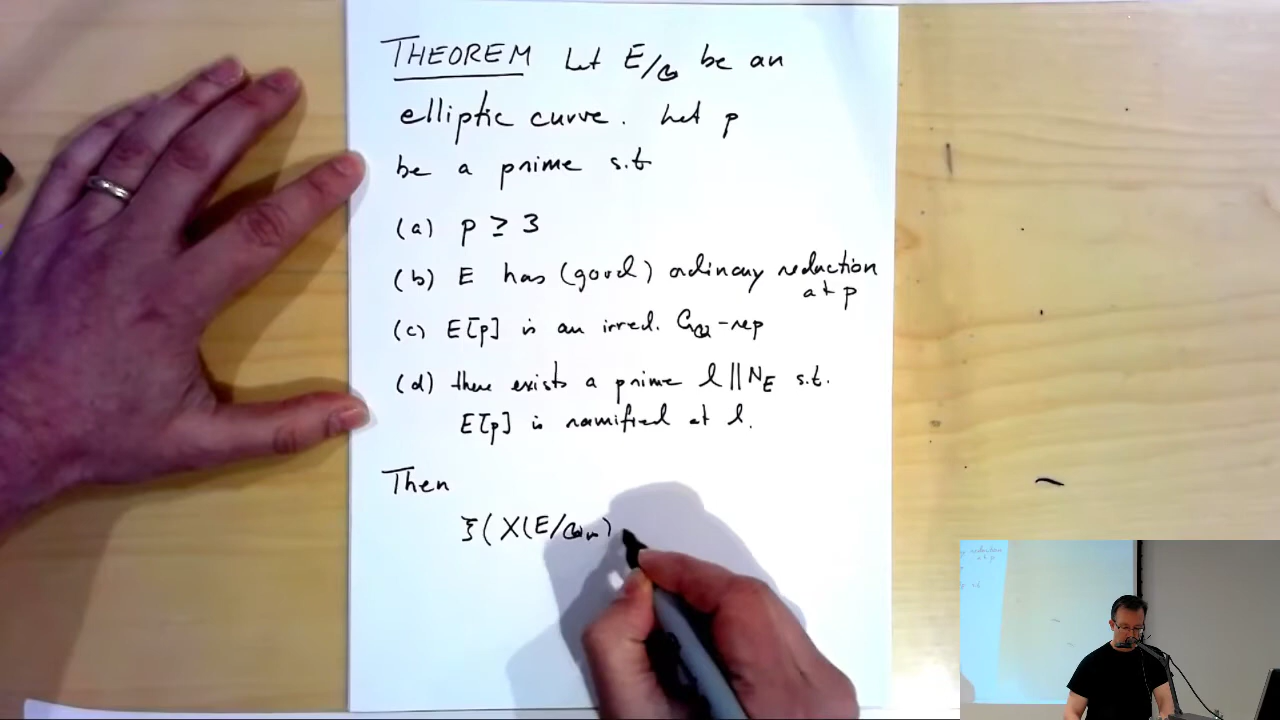 THEOREM Let E/ℚ be an
elliptic curve. Let p
be a prime s.t
(a) p ≥ 3
(b) E has (good) ordinary reduction
at p
(c) E[p] is an irred. G_ℚ-rep
(d) there exists a prime l || N_E s.t.
E[p] is ramified at l.
Then
ξ(X(E/ℚ∞)